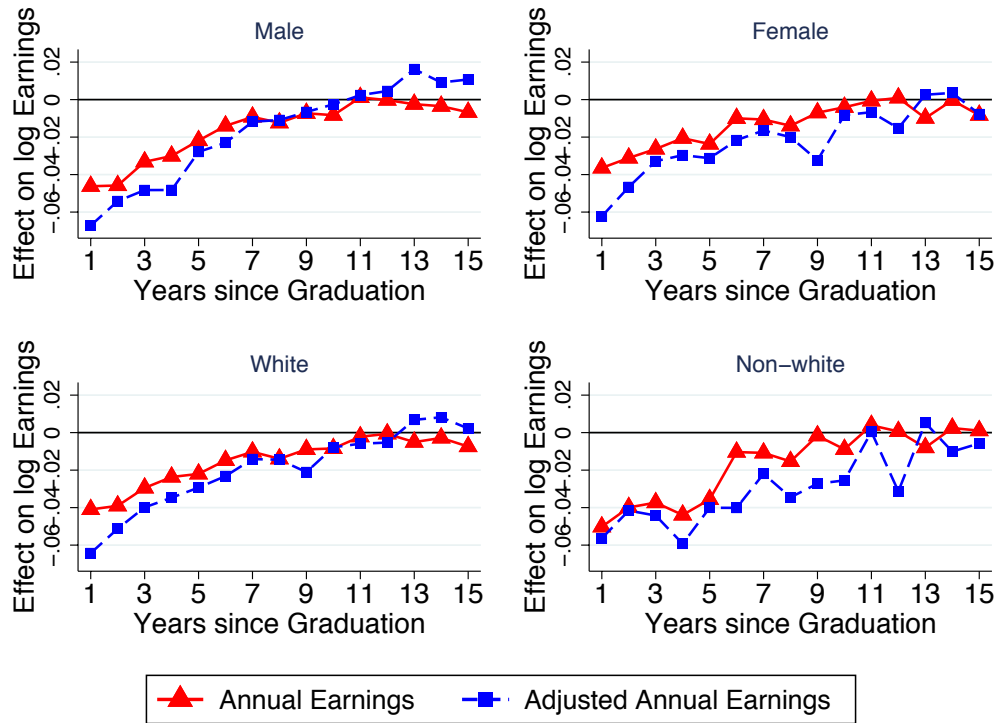 Male
Effect on log Earnings
.02
0
-.02
-.04
-.06
1 3 5 7 9 11 13 15
Years since Graduation
Female
Effect on log Earnings
.02
0
-.02
-.04
-.06
1 3 5 7 9 11 13 15
Years since Graduation
White
Effect on log Earnings
.02
0
-.02
-.04
-.06
1 3 5 7 9 11 13 15
Years since Graduation
Non-white
Effect on log Earnings
.02
0
-.02
-.04
-.06
1 3 5 7 9 11 13 15
Years since Graduation
Annual Earnings
Adjusted Annual Earnings